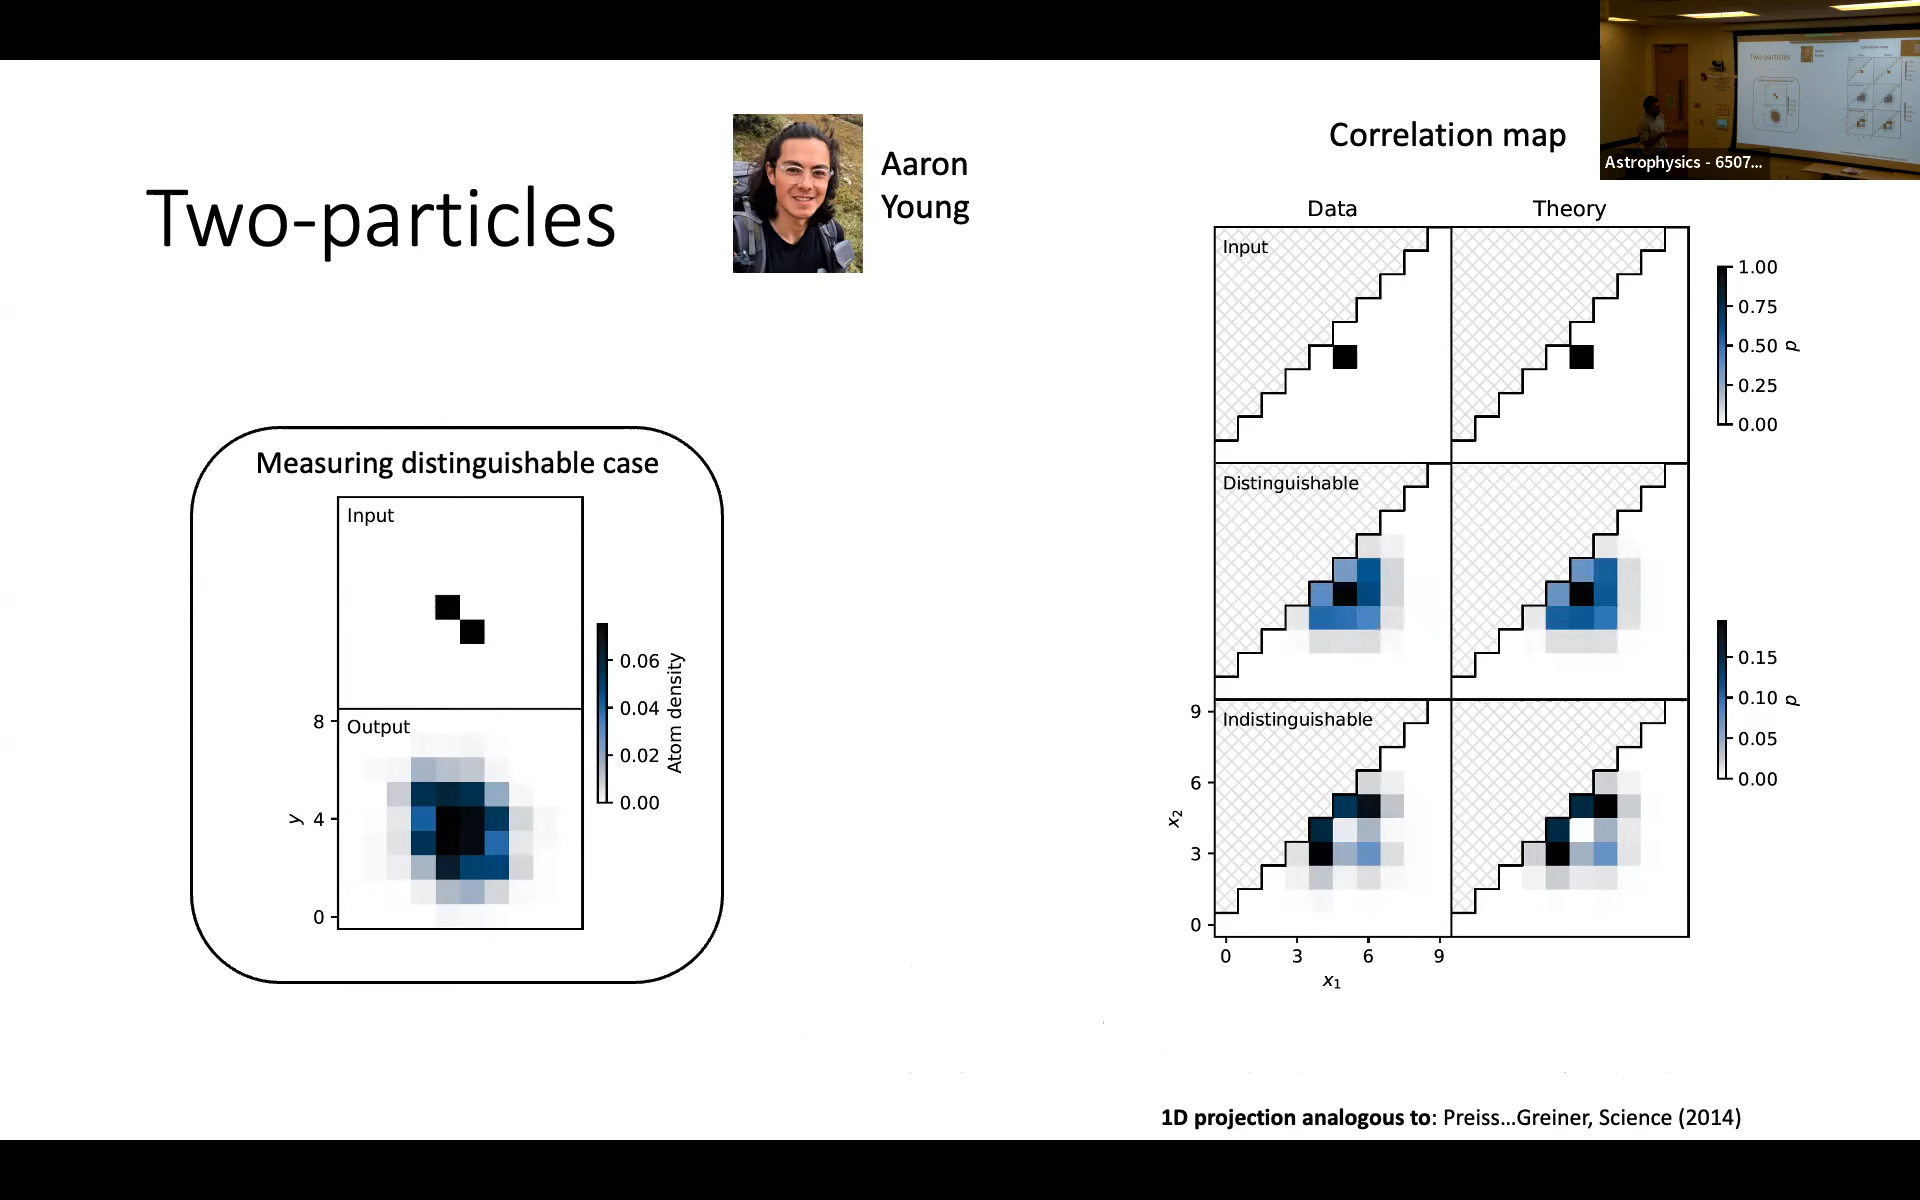 Two-particles
Aaron
Young
Correlation map
Astrophysics - 6507...
Measuring distinguishable case
Input
Output
8
4
0
y
0.06
0.04
0.02
0.00
Atom density
Data
Theory
Input
Distinguishable
Indistinguishable
9
6
3
0
x2
0
3
6
9
x1
1.00
0.75
0.50
0.25
0.00
p
0.15
0.10
0.05
0.00
p
1D projection analogous to: Preiss...Greiner, Science (2014)